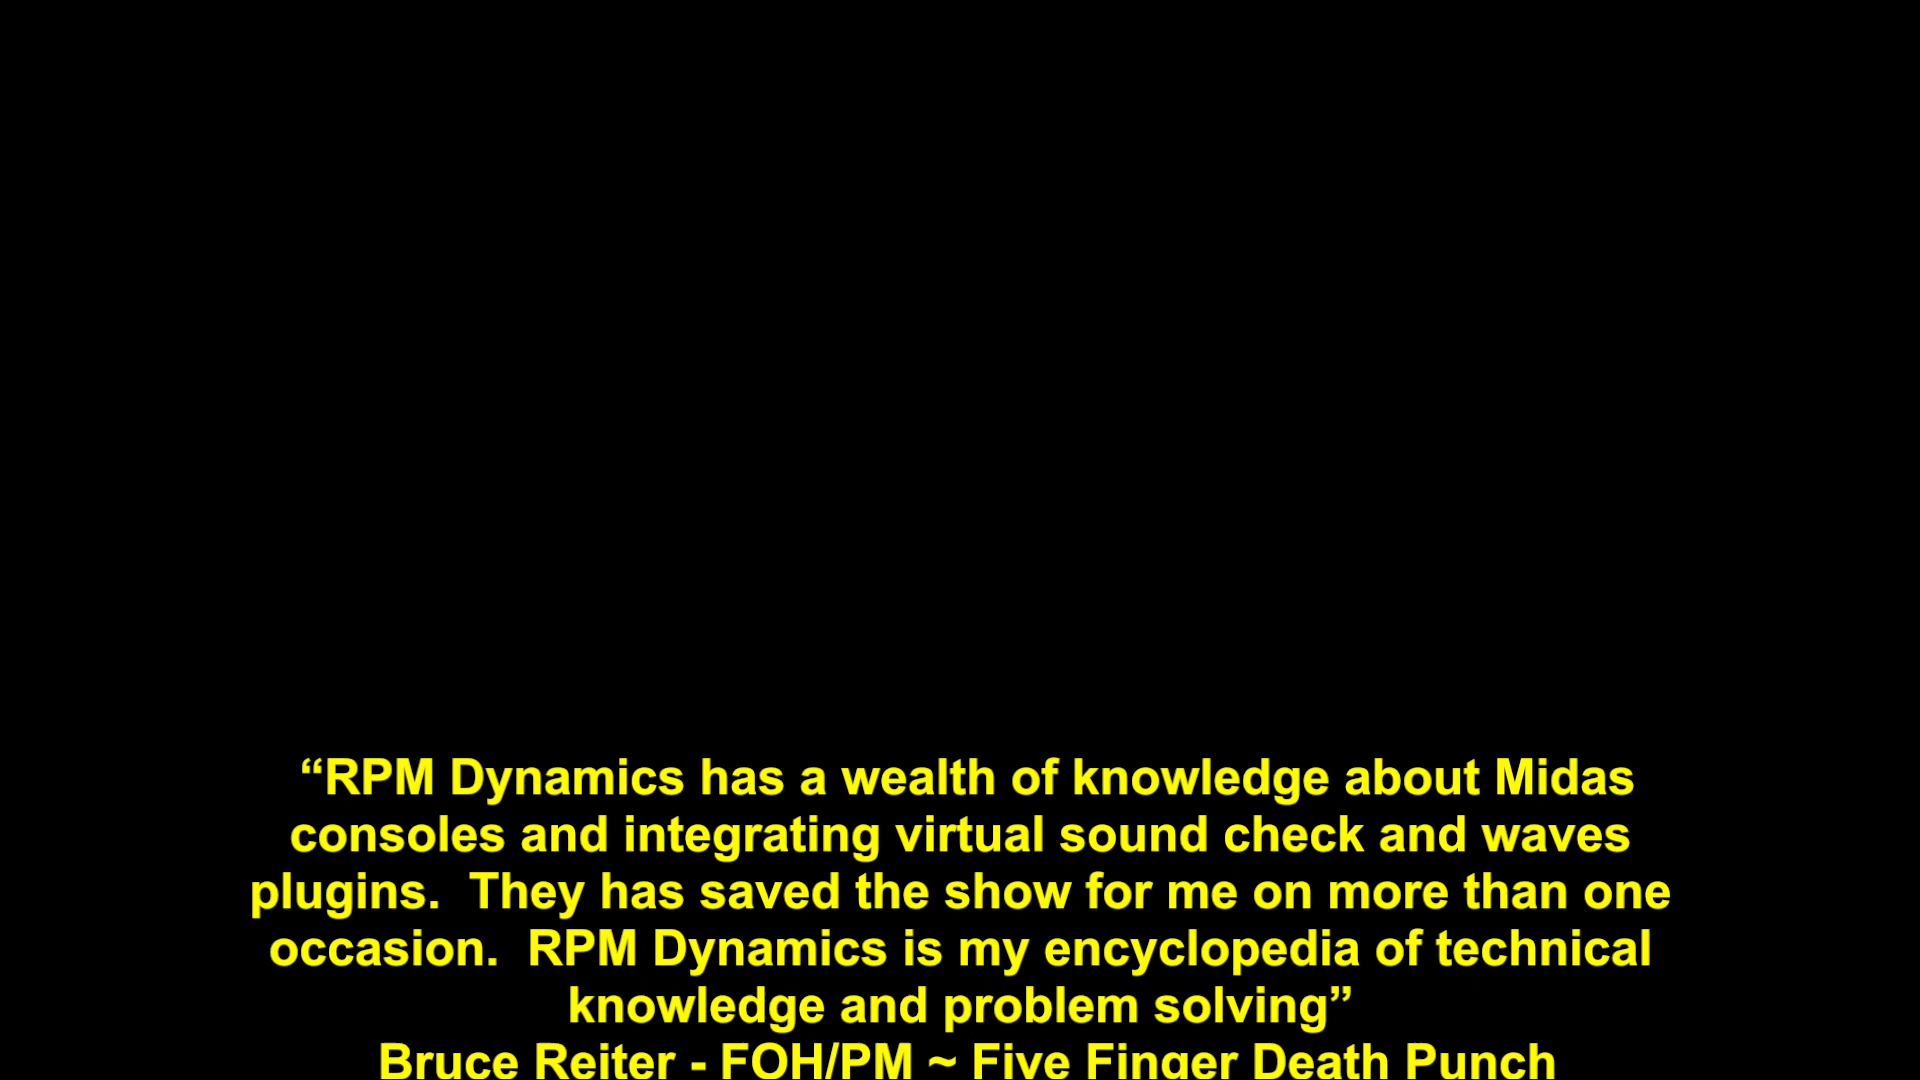 “RPM Dynamics has a wealth of knowledge about Midas
consoles and integrating virtual sound check and waves
plugins.  They has saved the show for me on more than one
occasion.  RPM Dynamics is my encyclopedia of technical
knowledge and problem solving”
Bruce Reiter - FOH/PM ~ Five Finger Death Punch